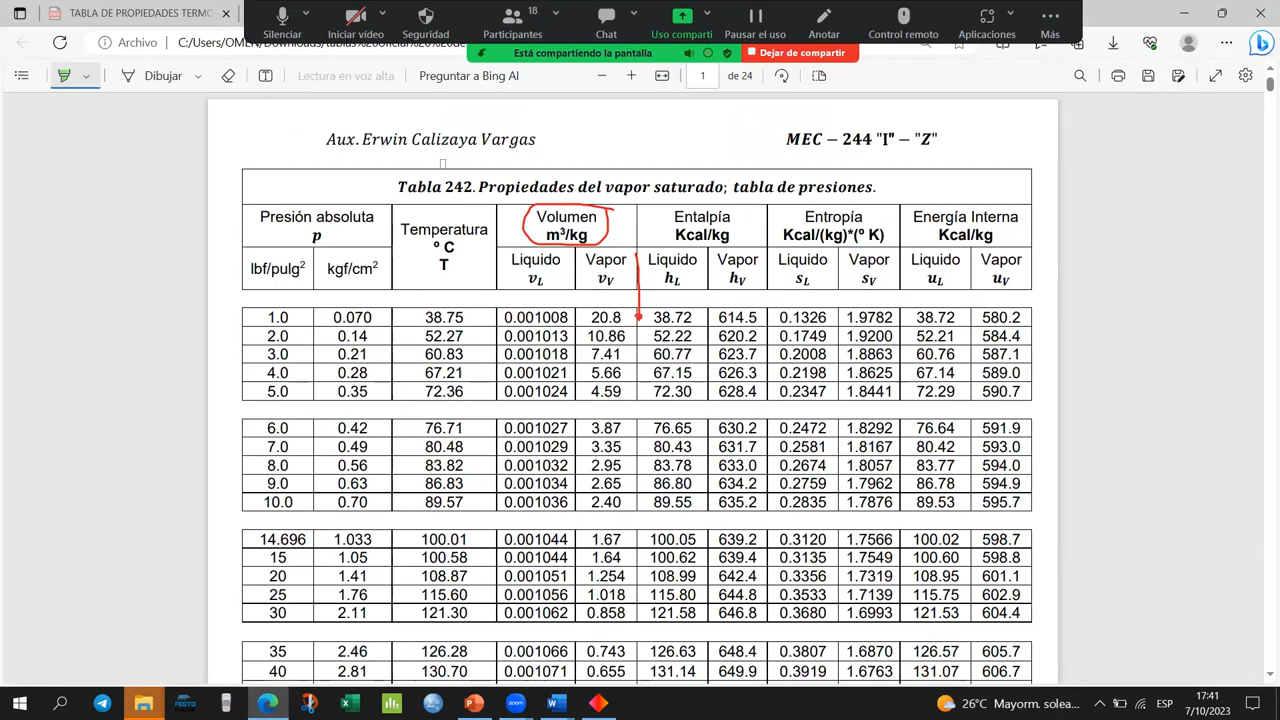 TABLA DE PROPIEDADES TERMO
18
Silenciar Iniciar video Seguridad Participantes Chat Uso comparti Pausar el uso Anotar Control remoto Aplicaciones Más
Archivo C:/Users/OMEN/Downloads/tablas
Está compartiendo la pantalla Dejar de compartir
Dibujar Lectura en voz alta Preguntar a Bing AI 1 de 24
Aux. Erwin Calizaya Vargas MEC − 244 "I" − "Z"
Tabla 242. Propiedades del vapor saturado; tabla de presiones.
Presión absoluta p Temperatura º C T Volumen m³/kg Entalpía Kcal/kg Entropía Kcal/(kg)*(º K) Energía Interna Kcal/kg
lbf/pulg² kgf/cm² Liquido vL Vapor vV Liquido hL Vapor hV Liquido sL Vapor sV Liquido uL Vapor uV
1.0 0.070 38.75 0.001008 20.8 38.72 614.5 0.1326 1.9782 38.72 580.2
2.0 0.14 52.27 0.001013 10.86 52.22 620.2 0.1749 1.9200 52.21 584.4
3.0 0.21 60.83 0.001018 7.41 60.77 623.7 0.2008 1.8863 60.76 587.1
4.0 0.28 67.21 0.001021 5.66 67.15 626.3 0.2198 1.8625 67.14 589.0
5.0 0.35 72.36 0.001024 4.59 72.30 628.4 0.2347 1.8441 72.29 590.7
6.0 0.42 76.71 0.001027 3.87 76.65 630.2 0.2472 1.8292 76.64 591.9
7.0 0.49 80.48 0.001029 3.35 80.43 631.7 0.2581 1.8167 80.42 593.0
8.0 0.56 83.82 0.001032 2.95 83.78 633.0 0.2674 1.8057 83.77 594.0
9.0 0.63 86.83 0.001034 2.65 86.80 634.2 0.2759 1.7962 86.78 594.9
10.0 0.70 89.57 0.001036 2.40 89.55 635.2 0.2835 1.7876 89.53 595.7
14.696 1.033 100.01 0.001044 1.67 100.05 639.2 0.3120 1.7566 100.02 598.7
15 1.05 100.58 0.001044 1.64 100.62 639.4 0.3135 1.7549 100.60 598.8
20 1.41 108.87 0.001051 1.254 108.99 642.4 0.3356 1.7319 108.95 601.1
25 1.76 115.60 0.001056 1.018 115.80 644.8 0.3533 1.7139 115.75 602.9
30 2.11 121.30 0.001062 0.858 121.58 646.8 0.3680 1.6993 121.53 604.4
35 2.46 126.28 0.001066 0.743 126.63 648.4 0.3807 1.6870 126.57 605.7
40 2.81 130.70 0.001071 0.655 131.14 649.9 0.3919 1.6763 131.07 606.7
FESTO zoom 26°C Mayorm. solea... ESP 17:41
7/10/2023